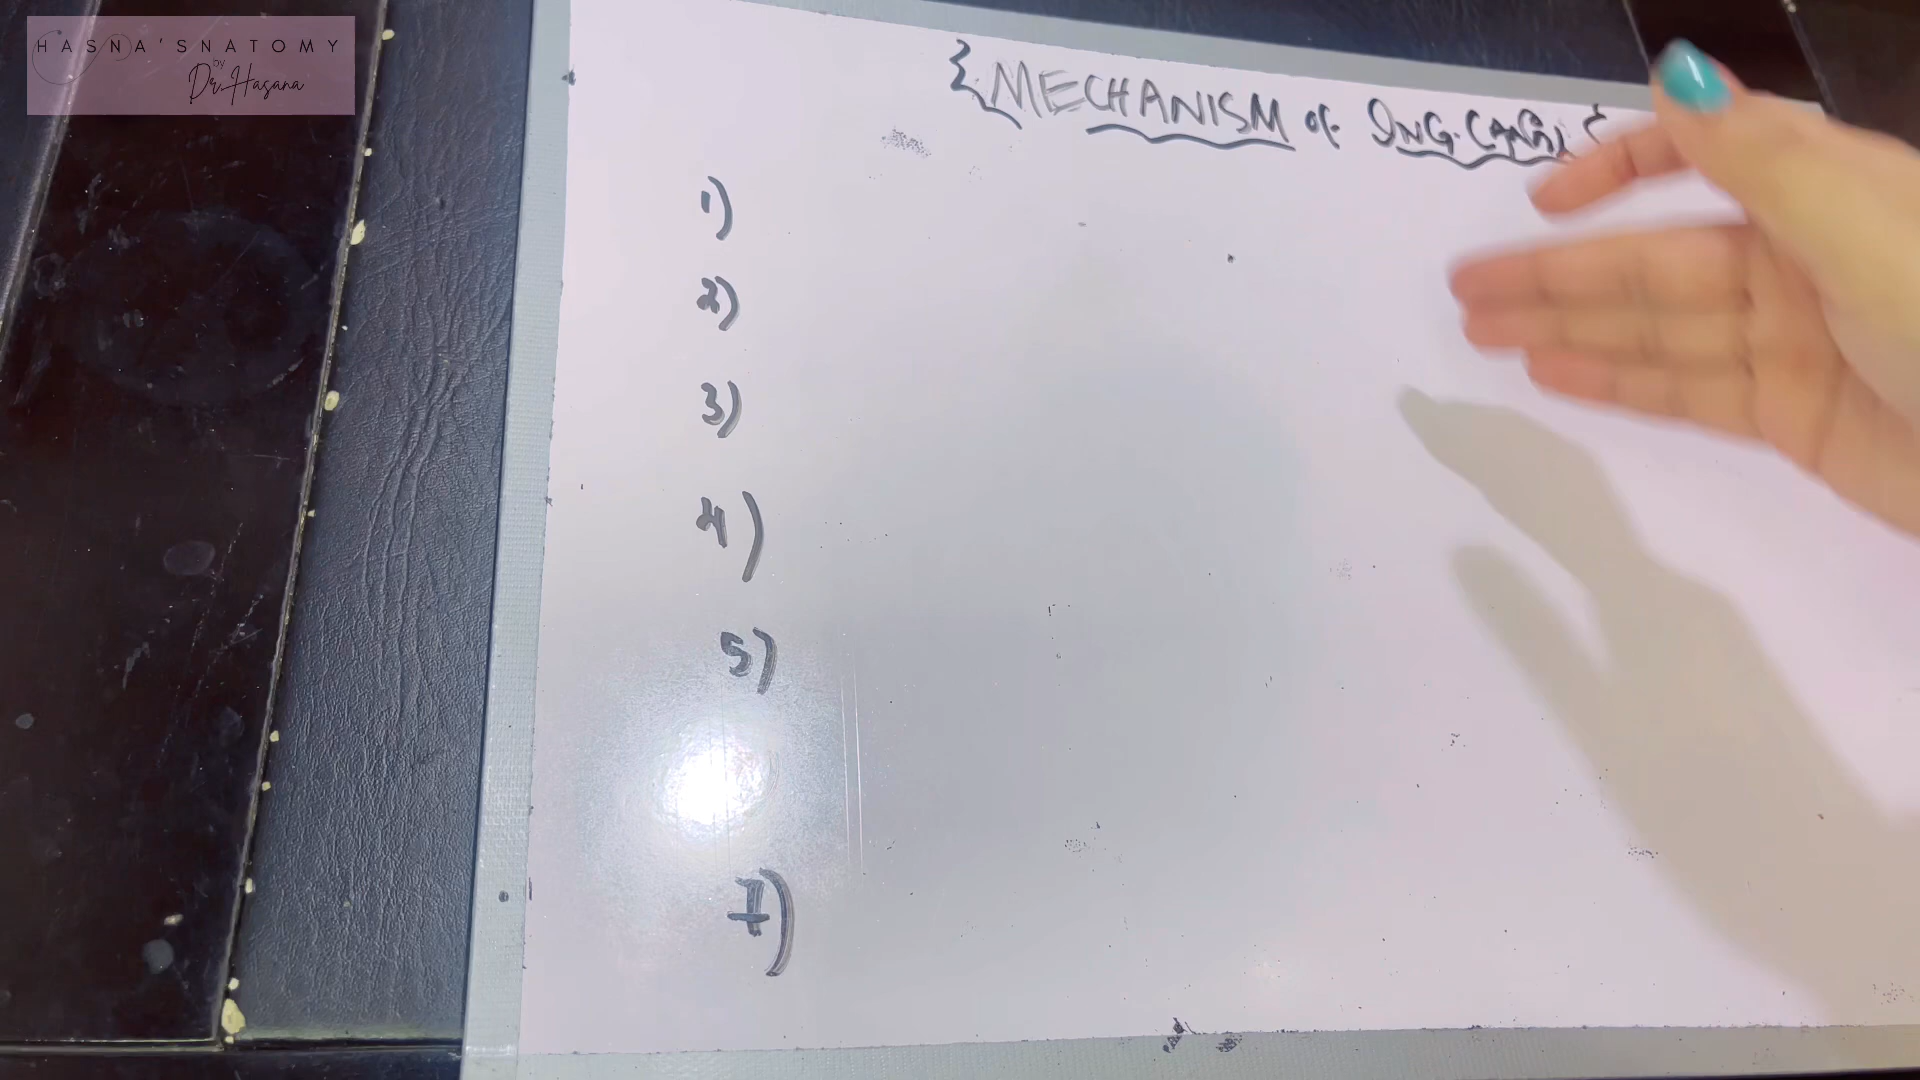 HASNA'SNATOMY
by
Dr.Hasana
{MECHANISM of ING.CANAL}
1)
2)
3)
4)
5)
7)